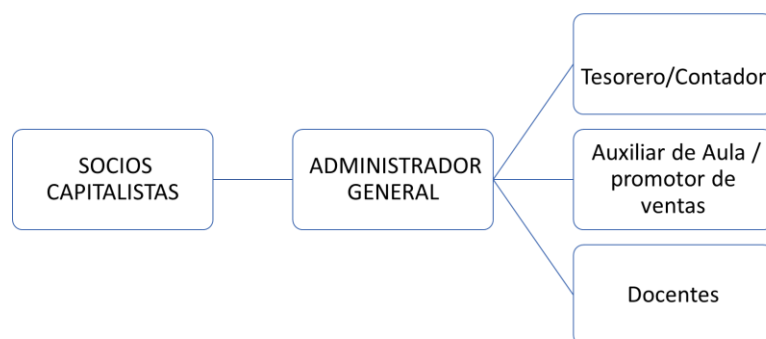 SOCIOS
CAPITALISTAS
ADMINISTRADOR
GENERAL
Tesorero/Contador
Auxiliar de Aula /
promotor de
ventas
Docentes